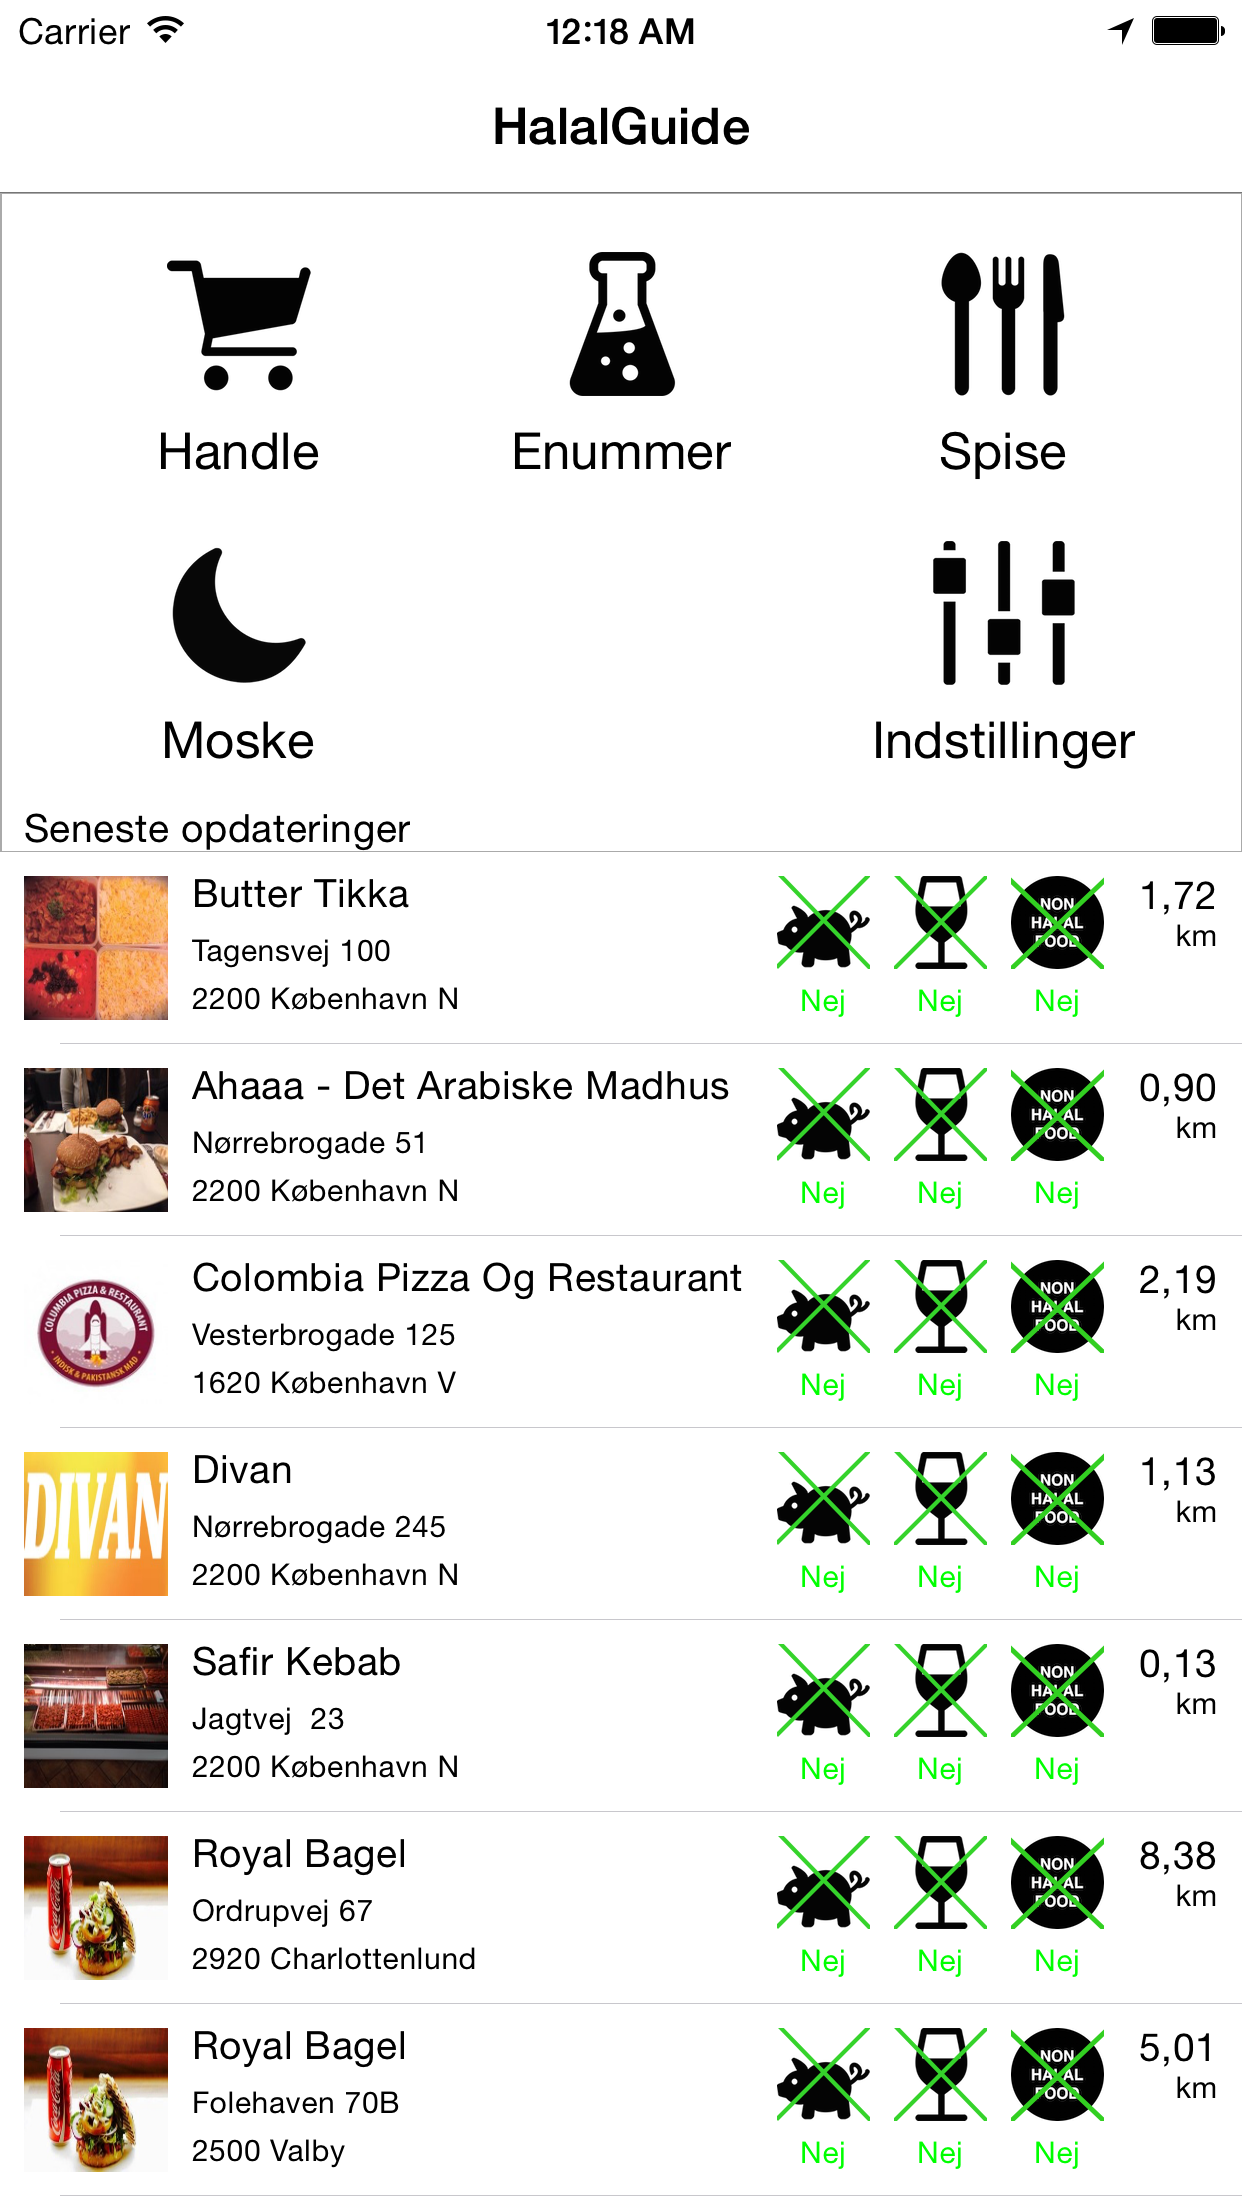 Carrier 12:18 AM
HalalGuide
Handle Enummer Spise
Moske Indstillinger
Seneste opdateringer
Butter Tikka
Tagensvej 100
2200 København N
NON
HALAL
FOOD
Nej Nej Nej
1,72
km
Ahaaa - Det Arabiske Madhus
Nørrebrogade 51
2200 København N
NON
HALAL
FOOD
Nej Nej Nej
0,90
km
COLUMBIA PIZZA & RESTAURANT
INDISK & PAKISTANSK MAD
Colombia Pizza Og Restaurant
Vesterbrogade 125
1620 København V
NON
HALAL
FOOD
Nej Nej Nej
2,19
km
DIVAN
Divan
Nørrebrogade 245
2200 København N
NON
HALAL
FOOD
Nej Nej Nej
1,13
km
Safir Kebab
Jagtvej 23
2200 København N
NON
HALAL
FOOD
Nej Nej Nej
0,13
km
Coca-Cola
Royal Bagel
Ordrupvej 67
2920 Charlottenlund
NON
HALAL
FOOD
Nej Nej Nej
8,38
km
Coca-Cola
Royal Bagel
Folehaven 70B
2500 Valby
NON
HALAL
FOOD
Nej Nej Nej
5,01
km